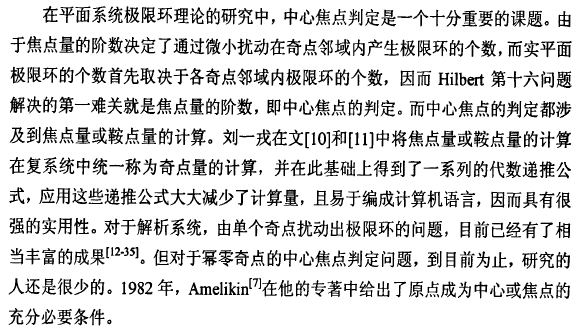 在平面系统极限环理论的研究中，中心焦点判定是一个十分重要的课题。由
于焦点量的阶数决定了通过微小扰动在奇点邻域内产生极限环的个数，而实平面
极限环的个数首先取决于各奇点邻域内极限环的个数，因而 Hilbert 第十六问题
解决的第一难关就是焦点量的阶数，即中心焦点的判定。而中心焦点的判定都涉
及到焦点量或鞍点量的计算。刘一戎在文[10]和[11]中将焦点量或鞍点量的计算
在复系统中统一称为奇点量的计算，并在此基础上得到了一系列的代数递推公
式，应用这些递推公式大大减少了计算量，且易于编成计算机语言，因而具有很
强的实用性。对于解析系统，由单个奇点扰动出极限环的问题，目前已经有了相
当丰富的成果[12-35]。但对于幂零奇点的中心焦点判定问题，到目前为止，研究的
人还是很少的。1982 年，Amelikin[7]在他的专著中给出了原点成为中心或焦点的
充分必要条件。